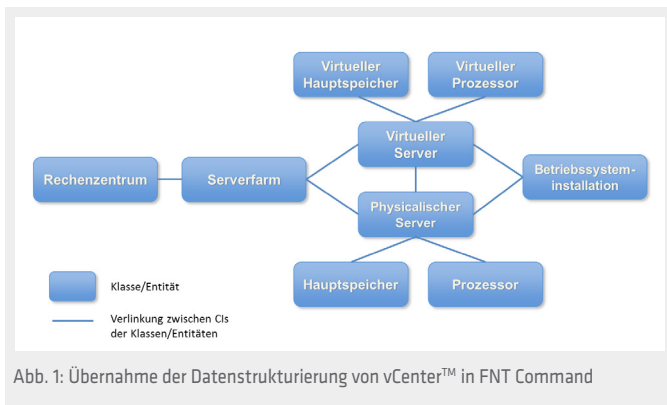 Virtueller
Hauptspeicher
Virtueller
Prozessor
Virtueller
Server
Rechenzentrum
Serverfarm
Betriebssystem-
installation
Physicalischer
Server
Hauptspeicher
Prozessor
Klasse/Entität
Verlinkung zwischen CIs
der Klassen/Entitäten
Abb. 1: Übernahme der Datenstrukturierung von vCenter™ in FNT Command